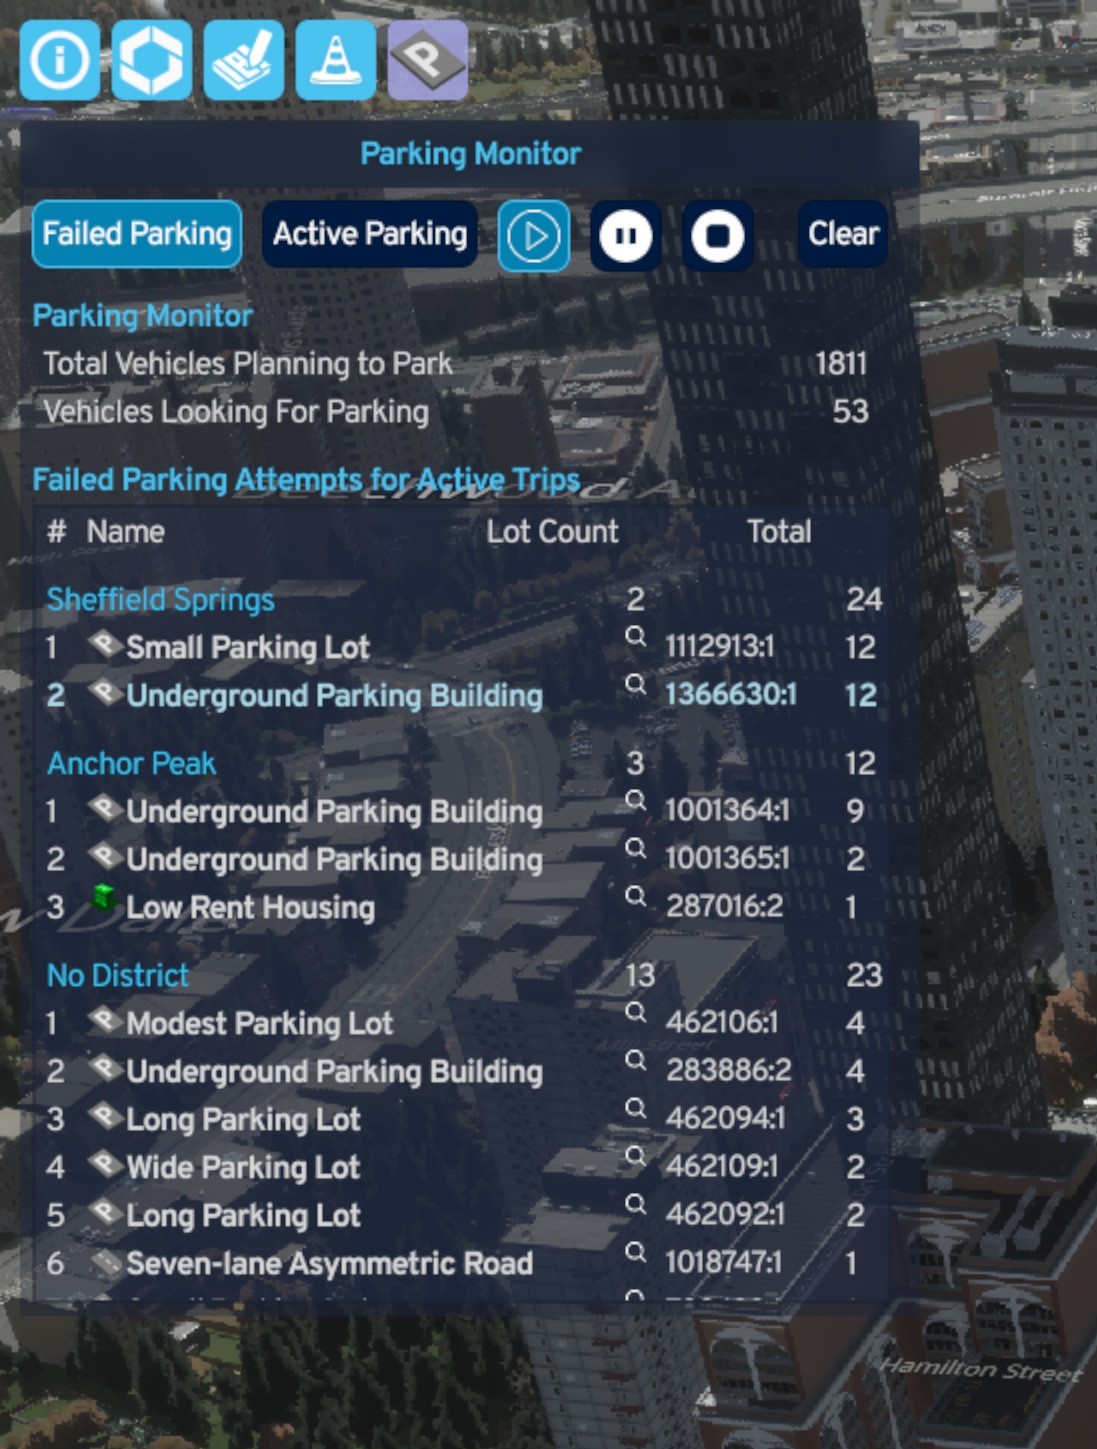 Parking Monitor
Failed Parking Active Parking Clear
Parking Monitor
Total Vehicles Planning to Park 1811
Vehicles Looking For Parking 53
Failed Parking Attempts for Active Trips
# Name Lot Count Total
Sheffield Springs 2 24
1 Small Parking Lot 1112913:1 12
2 Underground Parking Building 1366630:1 12
Anchor Peak 3 12
1 Underground Parking Building 1001364:1 9
2 Underground Parking Building 1001365:1 2
3 Low Rent Housing 287016:2 1
No District 13 23
1 Modest Parking Lot 462106:1 4
2 Underground Parking Building 283886:2 4
3 Long Parking Lot 462094:1 3
4 Wide Parking Lot 462109:1 2
5 Long Parking Lot 462092:1 2
6 Seven-lane Asymmetric Road 1018747:1 1
Hamilton Street